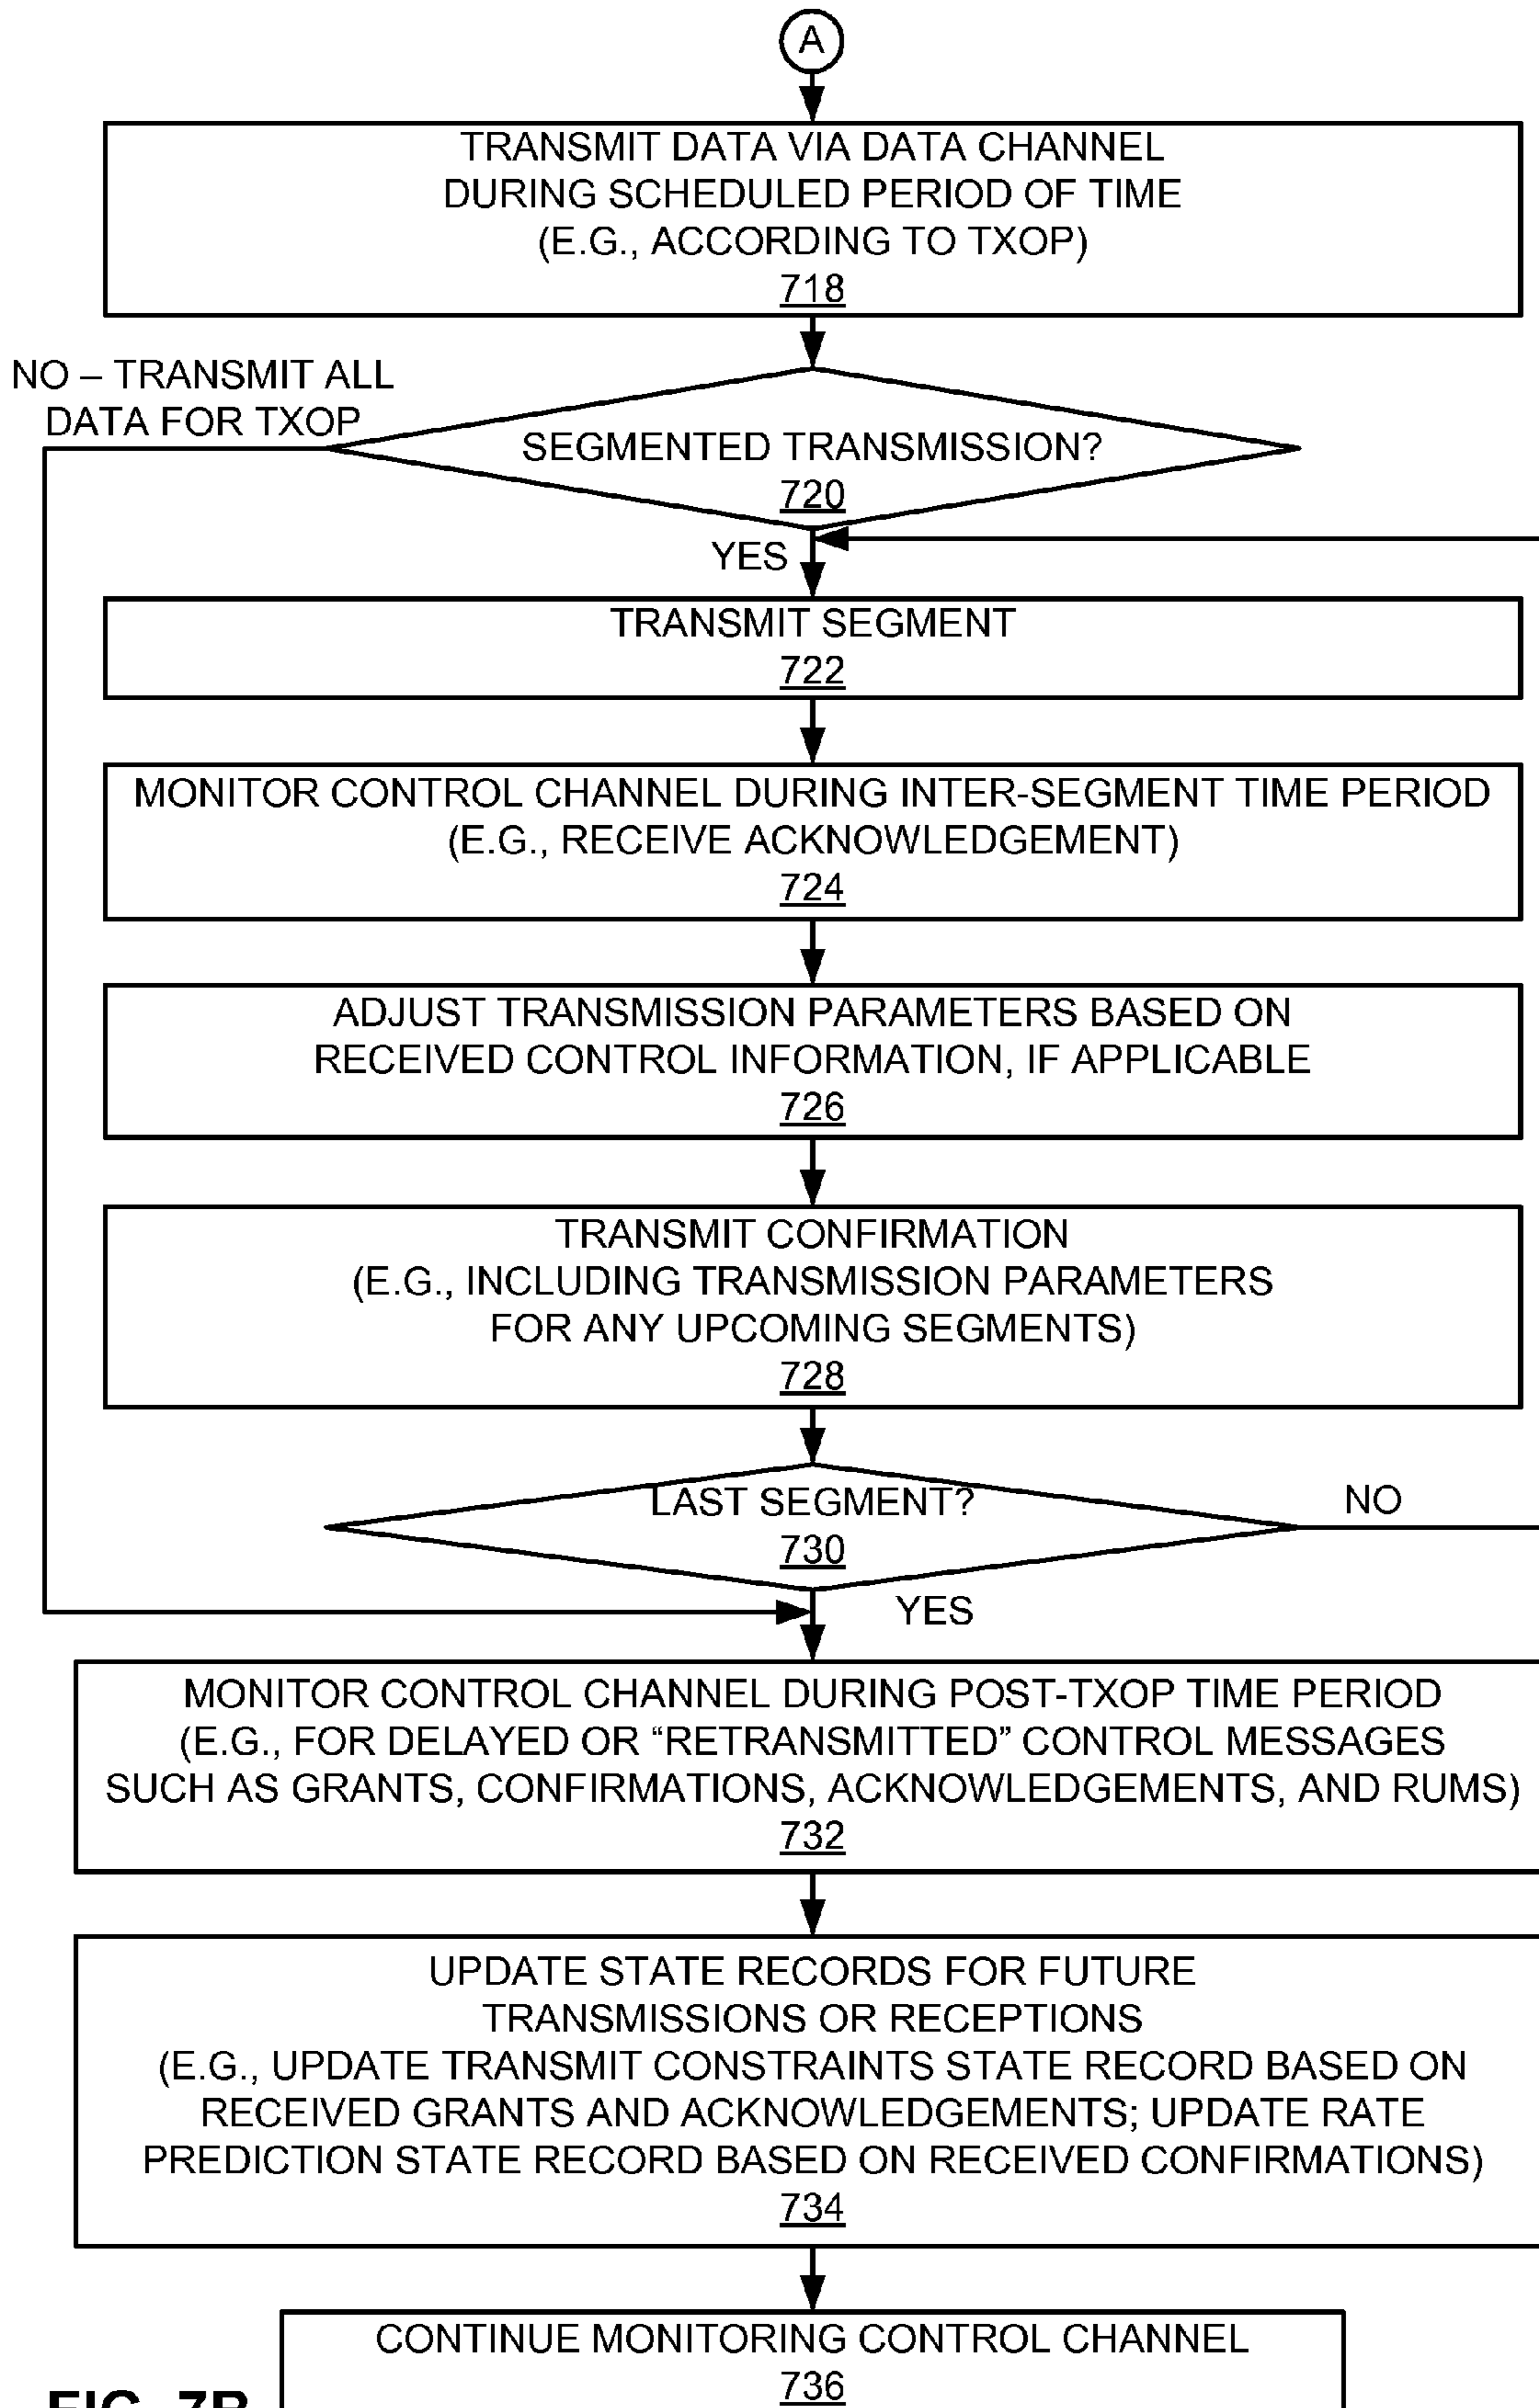 A
TRANSMIT DATA VIA DATA CHANNEL
DURING SCHEDULED PERIOD OF TIME
(E.G., ACCORDING TO TXOP)
718
NO – TRANSMIT ALL
DATA FOR TXOP
SEGMENTED TRANSMISSION?
720
YES
TRANSMIT SEGMENT
722
MONITOR CONTROL CHANNEL DURING INTER-SEGMENT TIME PERIOD
(E.G., RECEIVE ACKNOWLEDGEMENT)
724
ADJUST TRANSMISSION PARAMETERS BASED ON
RECEIVED CONTROL INFORMATION, IF APPLICABLE
726
TRANSMIT CONFIRMATION
(E.G., INCLUDING TRANSMISSION PARAMETERS
FOR ANY UPCOMING SEGMENTS)
728
LAST SEGMENT?
730
NO
YES
MONITOR CONTROL CHANNEL DURING POST-TXOP TIME PERIOD
(E.G., FOR DELAYED OR “RETRANSMITTED” CONTROL MESSAGES
SUCH AS GRANTS, CONFIRMATIONS, ACKNOWLEDGEMENTS, AND RUMS)
732
UPDATE STATE RECORDS FOR FUTURE
TRANSMISSIONS OR RECEPTIONS
(E.G., UPDATE TRANSMIT CONSTRAINTS STATE RECORD BASED ON
RECEIVED GRANTS AND ACKNOWLEDGEMENTS; UPDATE RATE
PREDICTION STATE RECORD BASED ON RECEIVED CONFIRMATIONS)
734
CONTINUE MONITORING CONTROL CHANNEL
736
FIG. 7B